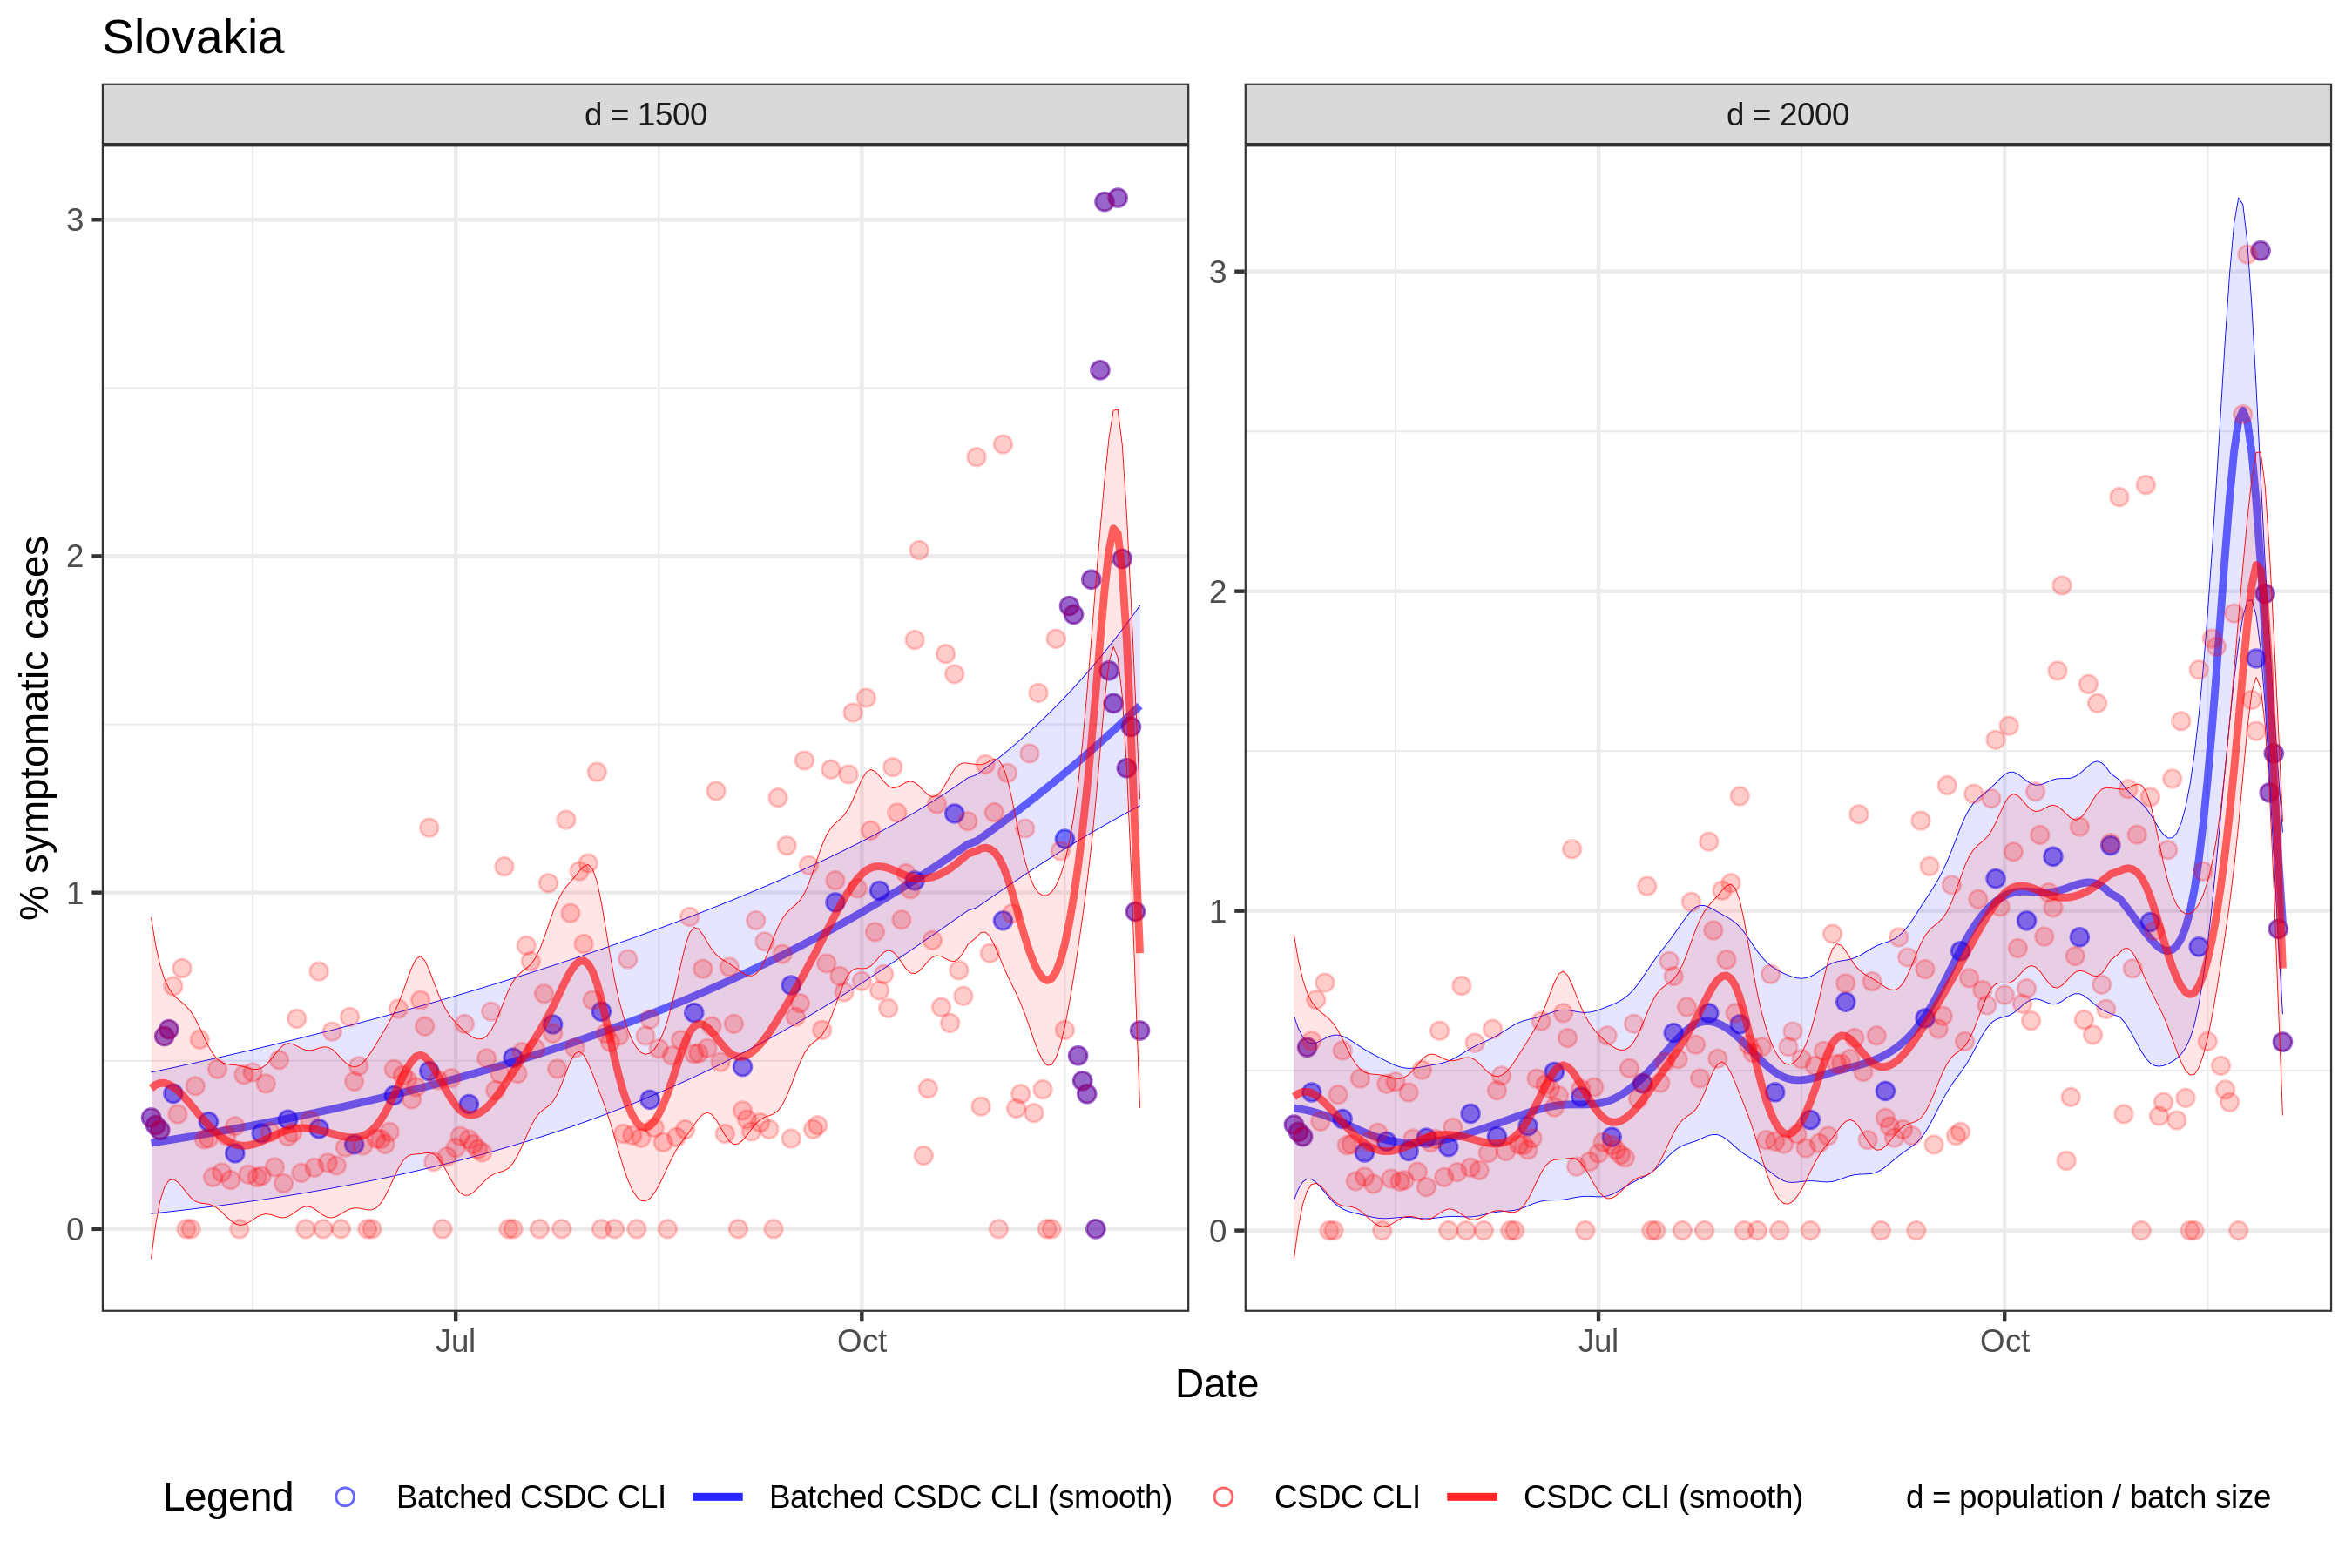 Slovakia
d = 1500
d = 2000
% symptomatic cases
3
2
1
0
3
2
1
0
Jul
Oct
Jul
Oct
Date
Legend
Batched CSDC CLI
Batched CSDC CLI (smooth)
CSDC CLI
CSDC CLI (smooth)
d = population / batch size